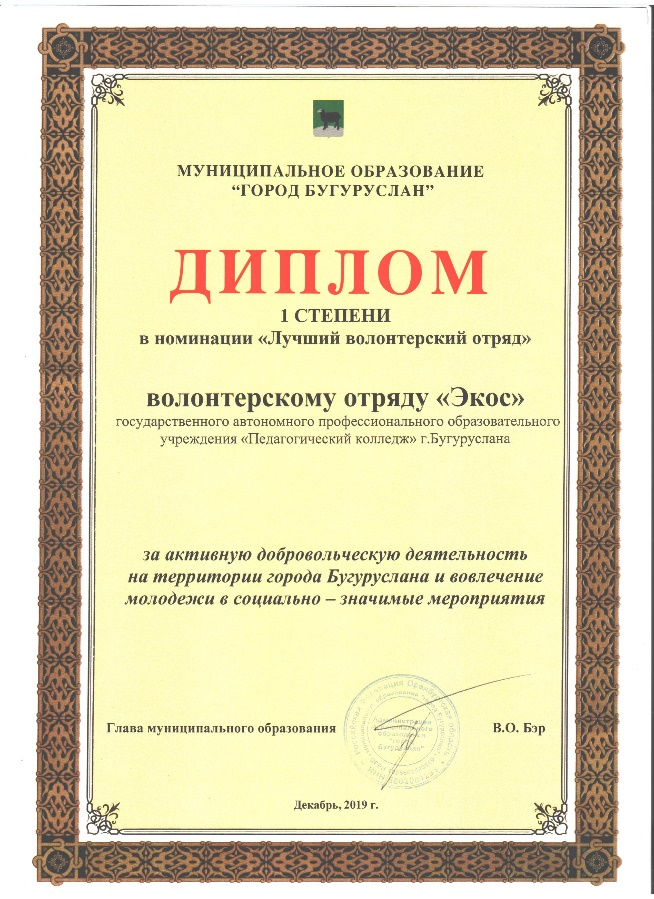 МУНИЦИПАЛЬНОЕ ОБРАЗОВАНИЕ
“ГОРОД БУГУРУСЛАН”
ДИПЛОМ
1 СТЕПЕНИ
в номинации «Лучший волонтерский отряд»
волонтерскому отряду «Экос»
государственного автономного профессионального образовательного
учреждения «Педагогический колледж» г.Бугуруслана
за активную добровольческую деятельность
на территории города Бугуруслана и вовлечение
молодежи в социально – значимые мероприятия
Глава муниципального образования
В.О. Бэр
Декабрь, 2019 г.